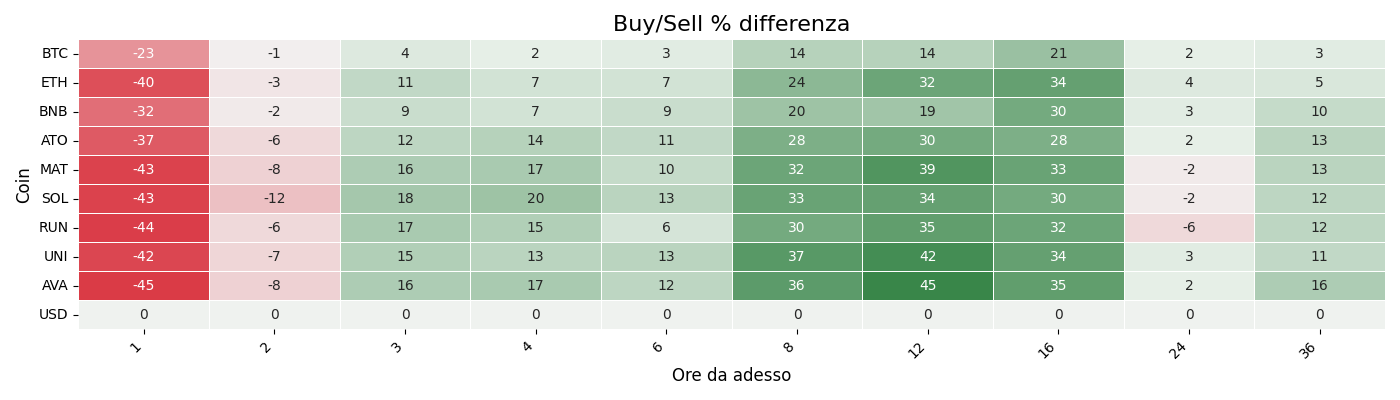 Buy/Sell % differenza
Coin
BTC -23 -1 4 2 3 14 14 21 2 3
ETH -40 -3 11 7 7 24 32 34 4 5
BNB -32 -2 9 7 9 20 19 30 3 10
ATO -37 -6 12 14 11 28 30 28 2 13
MAT -43 -8 16 17 10 32 39 33 -2 13
SOL -43 -12 18 20 13 33 34 30 -2 12
RUN -44 -6 17 15 6 30 35 32 -6 12
UNI -42 -7 15 13 13 37 42 34 3 11
AVA -45 -8 16 17 12 36 45 35 2 16
USD 0 0 0 0 0 0 0 0 0 0
1 2 3 4 6 8 12 16 24 36
Ore da adesso